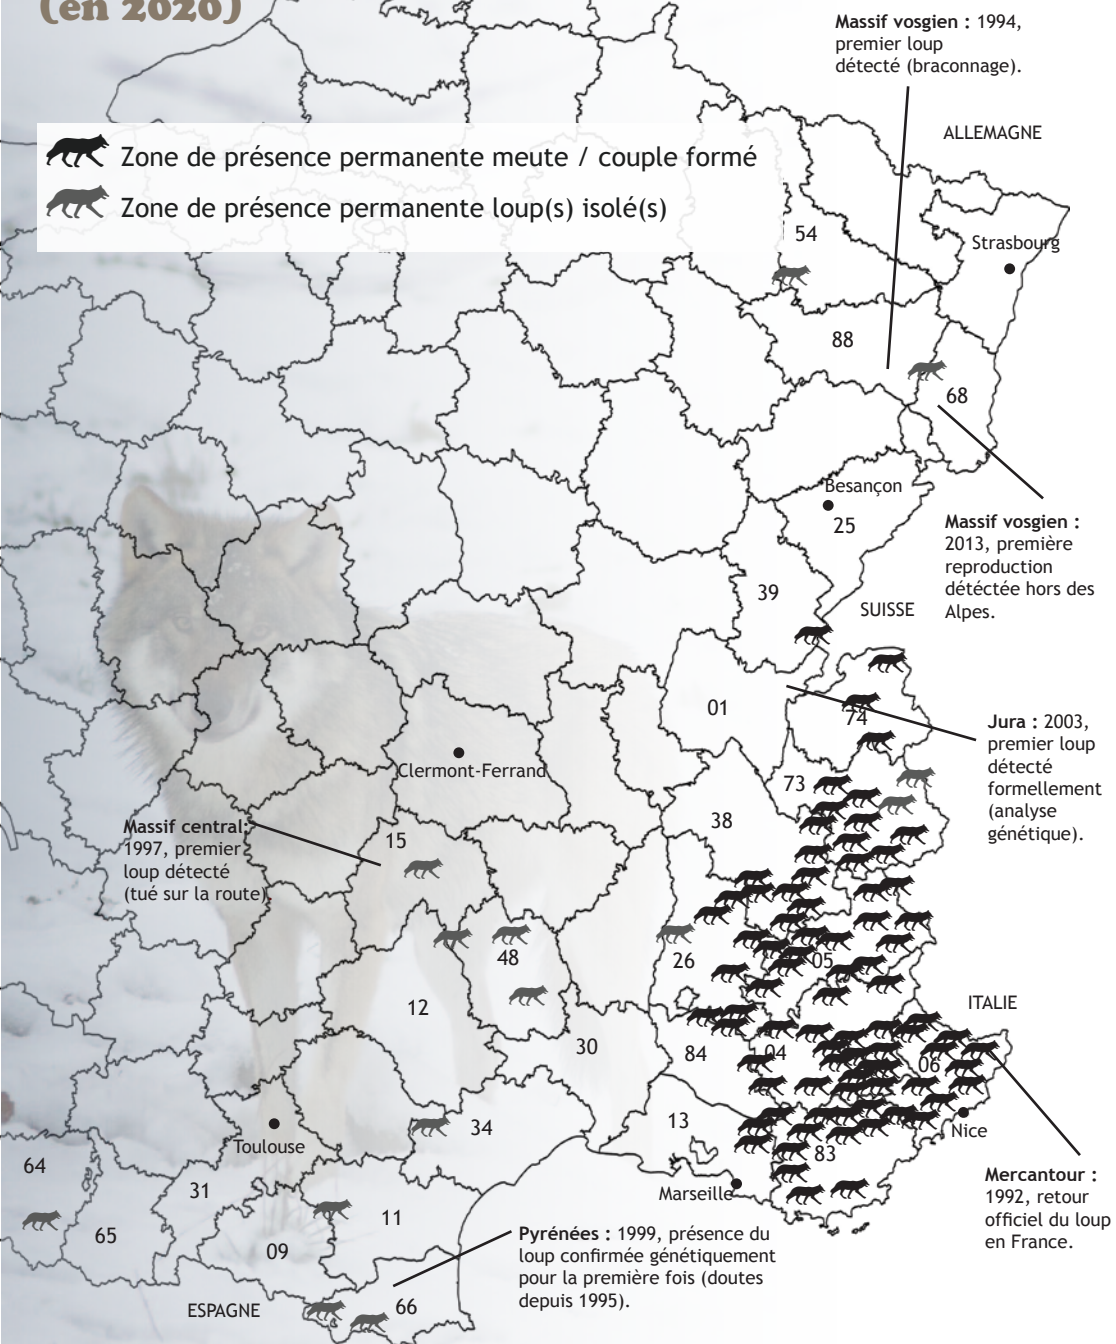 (en 2020)
Massif vosgien : 1994,
premier loup
détecté (braconnage).
ALLEMAGNE
Zone de présence permanente meute / couple formé
Zone de présence permanente loup(s) isolé(s)
54
Strasbourg
88
68
Besançon
25
Massif vosgien :
2013, première
reproduction
détéctée hors des
Alpes.
39
SUISSE
01
74
Jura : 2003,
premier loup
détecté
formellement
(analyse
génétique).
Clermont-Ferrand
73
38
Massif central:
1997, premier
loup détecté
(tué sur la route)
15
48
26
05
12
ITALIE
30
84
04
06
34
13
Nice
Toulouse
83
64
31
Marseille
Mercantour :
1992, retour
officiel du loup
en France.
65
11
09
Pyrénées : 1999, présence du
loup confirmée génétiquement
pour la première fois (doutes
depuis 1995).
ESPAGNE
66